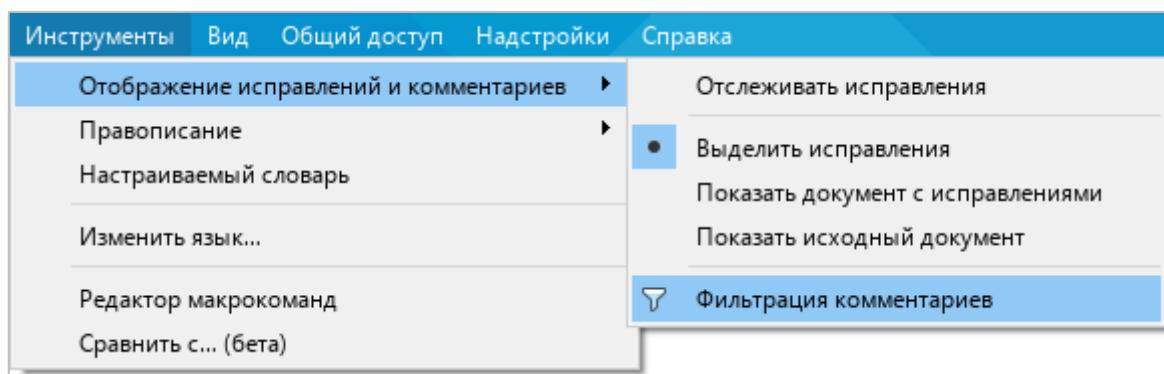 Инструменты Вид Общий доступ Надстройки Справка
Отображение исправлений и комментариев
Правописание
Настраиваемый словарь
Изменить язык...
Редактор макрокоманд
Сравнить с... (бета)
Отслеживать исправления
Выделить исправления
Показать документ с исправлениями
Показать исходный документ
Фильтрация комментариев